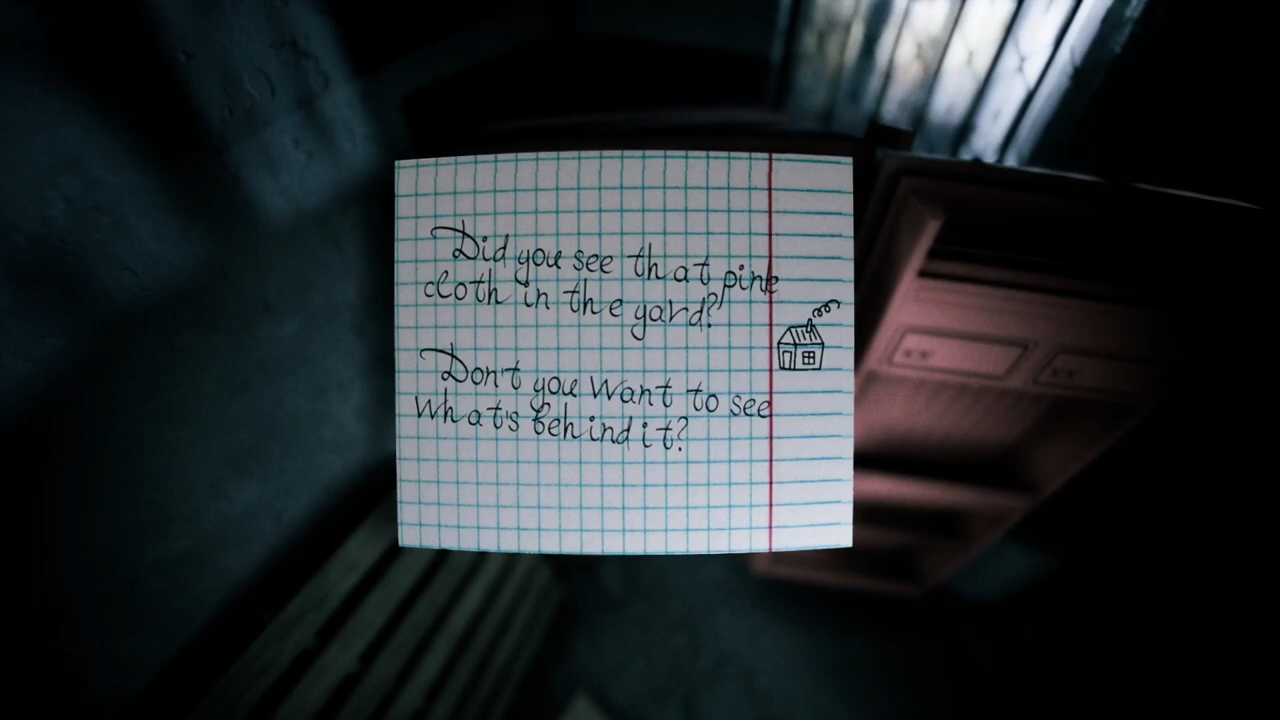 Did you see that pink
cloth in the yard?
Don't you want to see
what's behind it?